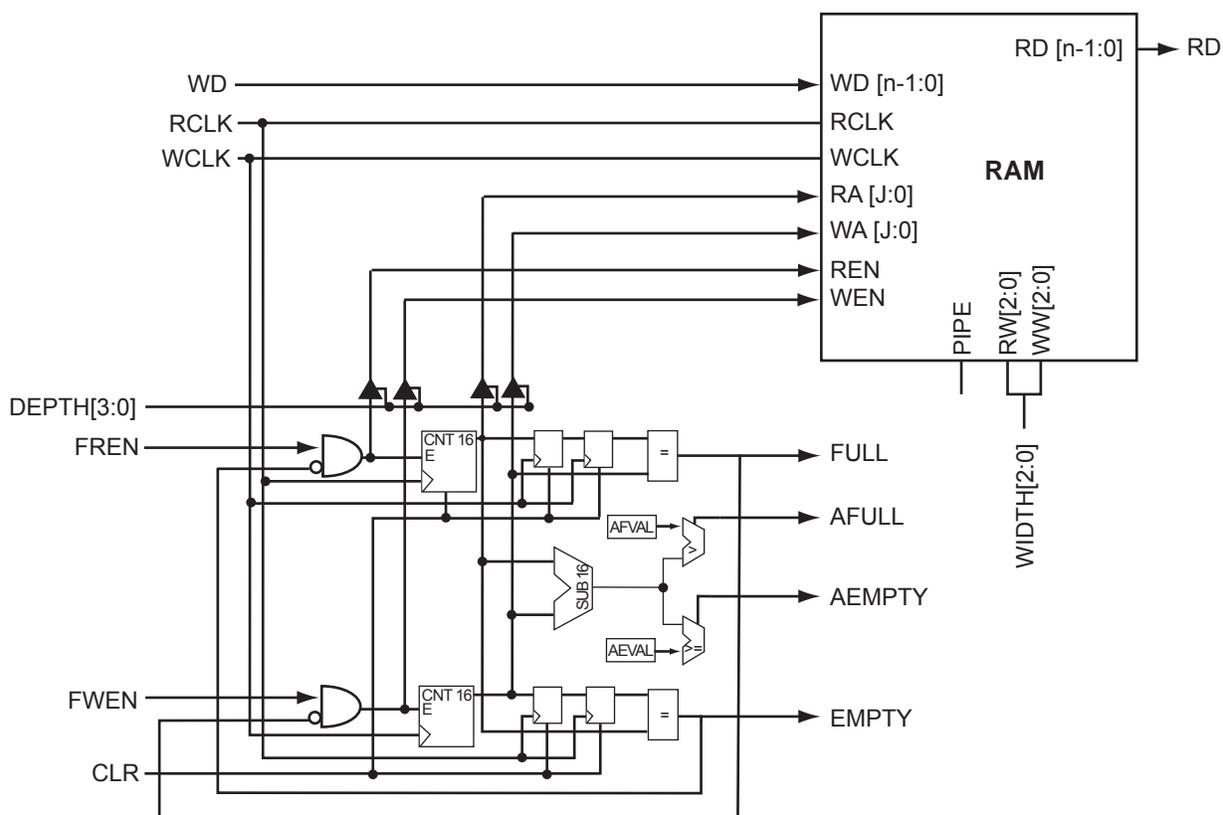 RD [n-1:0]
RD
WD
WD [n-1:0]
RCLK
RCLK
WCLK
WCLK
RAM
RA [J:0]
WA [J:0]
REN
WEN
PIPE
RW[2:0]
WW[2:0]
DEPTH[3:0]
FREN
CNT 16
E
=
FULL
WIDTH[2:0]
AFVAL
>
AFULL
SUB 16
AEMPTY
AEVAL
>=
FWEN
CNT 16
E
=
EMPTY
CLR